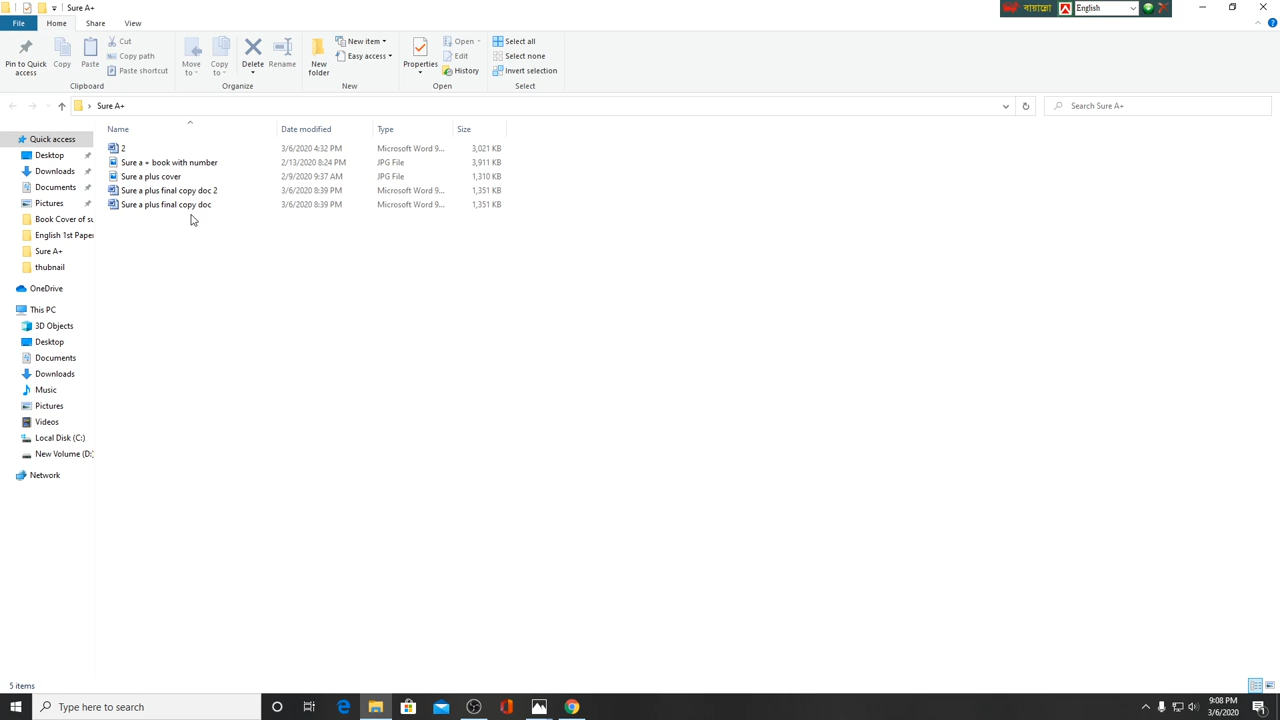 Sure A+
বায়ান্নো English
File Home Share View
Pin to Quick access
Copy
Paste
Cut
Copy path
Paste shortcut
Clipboard
Move to
Copy to
Delete
Rename
Organize
New folder
New item
Easy access
New
Properties
Open
Edit
History
Open
Select all
Select none
Invert selection
Select
Sure A+
Search Sure A+
Name Date modified Type Size
2 3/6/2020 4:32 PM Microsoft Word 9... 3,021 KB
Sure a + book with number 2/13/2020 8:24 PM JPG File 3,911 KB
Sure a plus cover 2/9/2020 9:37 AM JPG File 1,310 KB
Sure a plus final copy doc 2 3/6/2020 8:39 PM Microsoft Word 9... 1,351 KB
Sure a plus final copy doc 3/6/2020 8:39 PM Microsoft Word 9... 1,351 KB
Quick access
Desktop
Downloads
Documents
Pictures
Book Cover of su
English 1st Paper
Sure A+
thubnail
OneDrive
This PC
3D Objects
Desktop
Documents
Downloads
Music
Pictures
Videos
Local Disk (C:)
New Volume (D:)
Network
5 items
Type here to search
9:08 PM
3/6/2020